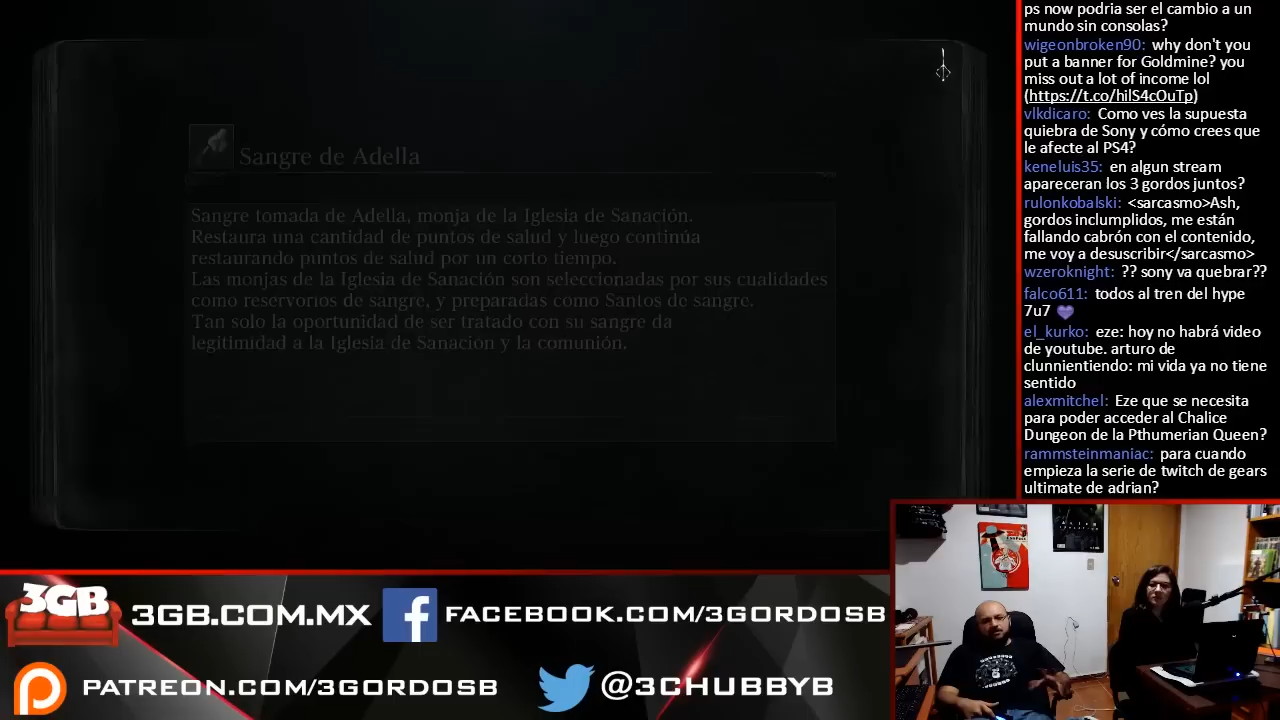 Sangre de Adella
Sangre tomada de Adella, monja de la Iglesia de Sanación.
Restaura una cantidad de puntos de salud y luego continúa
restaurando puntos de salud por un corto tiempo.
Las monjas de la Iglesia de Sanación son seleccionadas por sus cualidades
como reservorios de sangre, y preparadas como Santos de sangre.
Tan solo la oportunidad de ser tratado con su sangre da
legitimidad a la Iglesia de Sanación y la comunión.
ps now podria ser el cambio a un
mundo sin consolas?
wigeonbroken90: why don't you
put a banner for Goldmine? you
miss out a lot of income lol
(https://t.co/hilS4cOuTp)
vlkdicaro: Como ves la supuesta
quiebra de Sony y cómo crees que
le afecte al PS4?
keneluis35: en algun stream
apareceran los 3 gordos juntos?
rulonkobalski: <sarcasmo>Ash,
gordos inclumplidos, me están
fallando cabrón con el contenido,
me voy a desuscribir</sarcasmo>
wzeroknight: ?? sony va quebrar??
falco611: todos al tren del hype
7u7
el_kurko: eze: hoy no habrá video
de youtube. arturo de
clunnientiendo: mi vida ya no tiene
sentido
alexmitchel: Eze que se necesita
para poder acceder al Chalice
Dungeon de la Pthumerian Queen?
rammsteinmaniac: para cuando
empieza la serie de twitch de gears
ultimate de adrian?
3GB
3GB.COM.MX
FACEBOOK.COM/3GORDOSB
PATREON.COM/3GORDOSB
@3CHUBBYB